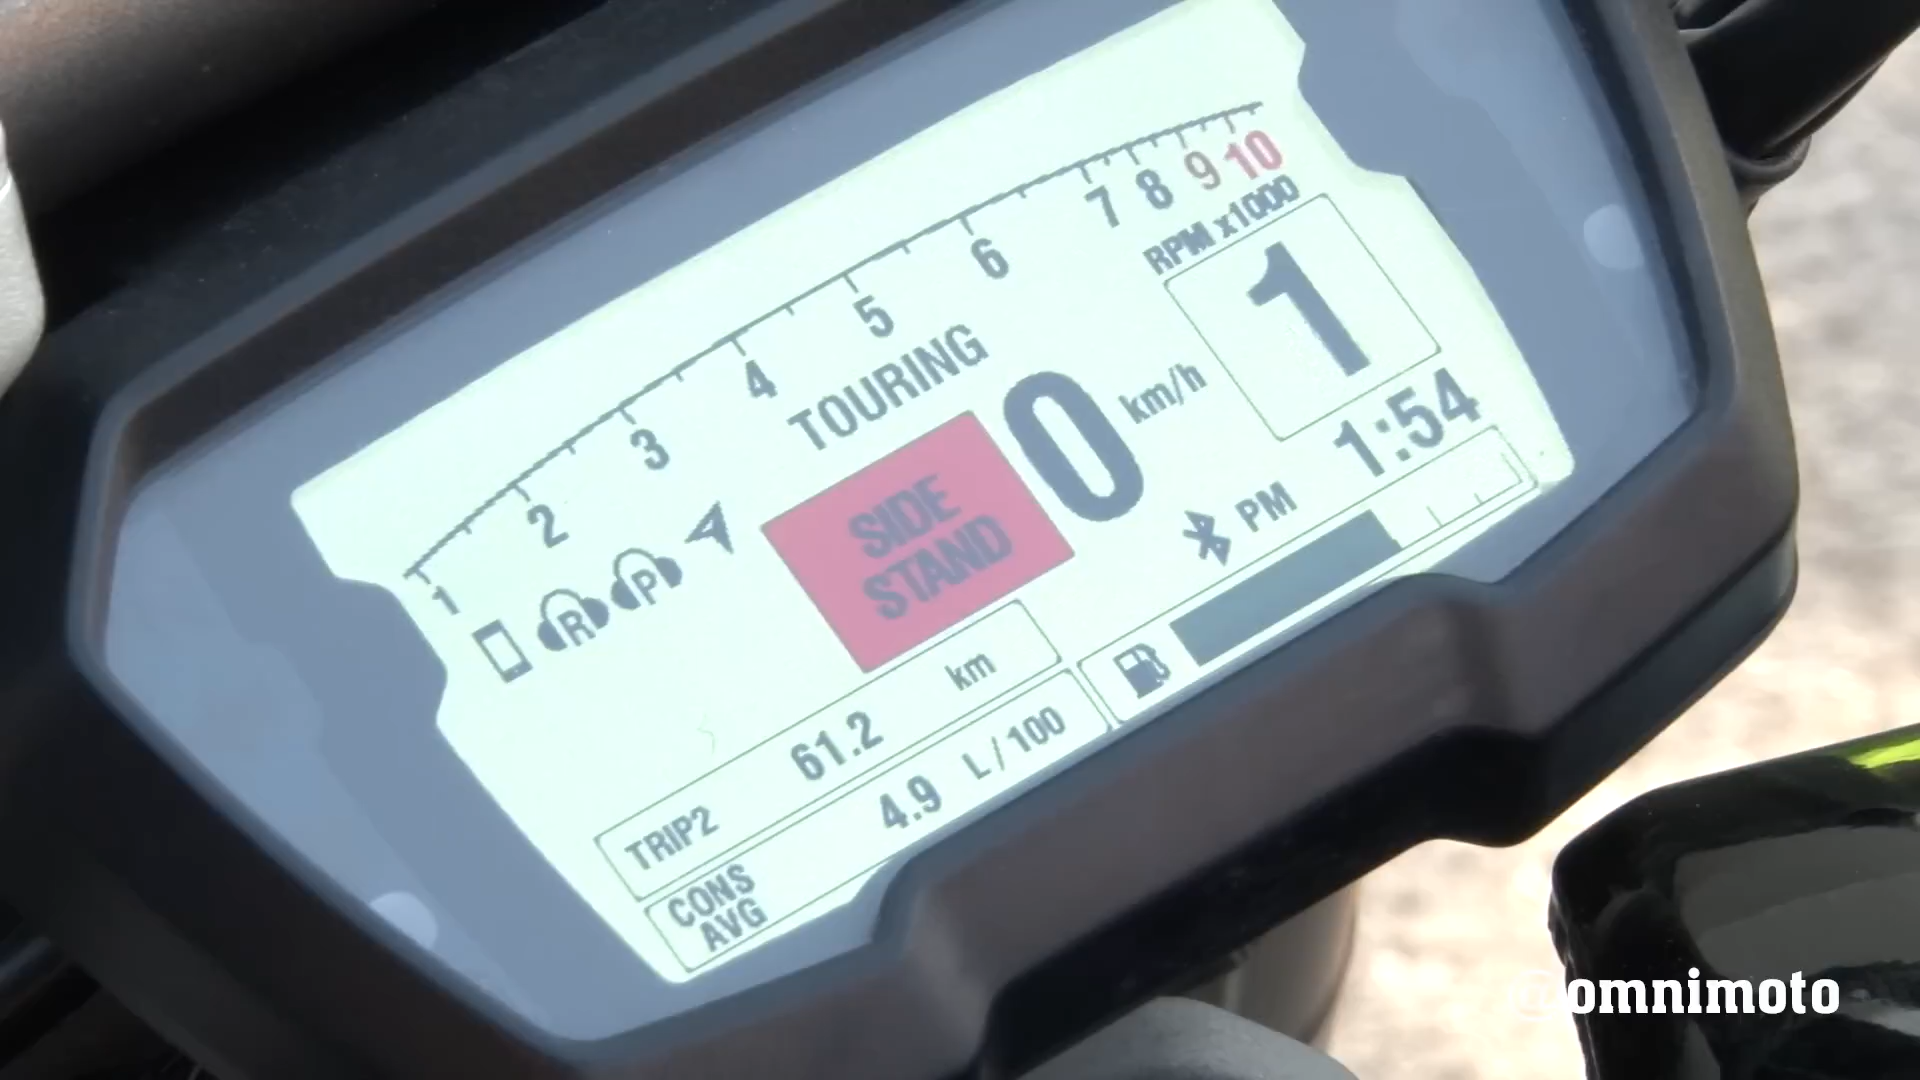 1 2 3 4 5 6 7 8 9 10
RPM x1000
TOURING
1
0 km/h
R P
SIDE
STAND
1:54
PM
km
TRIP2 61.2
CONS
AVG
4.9 L/100
@omnimoto